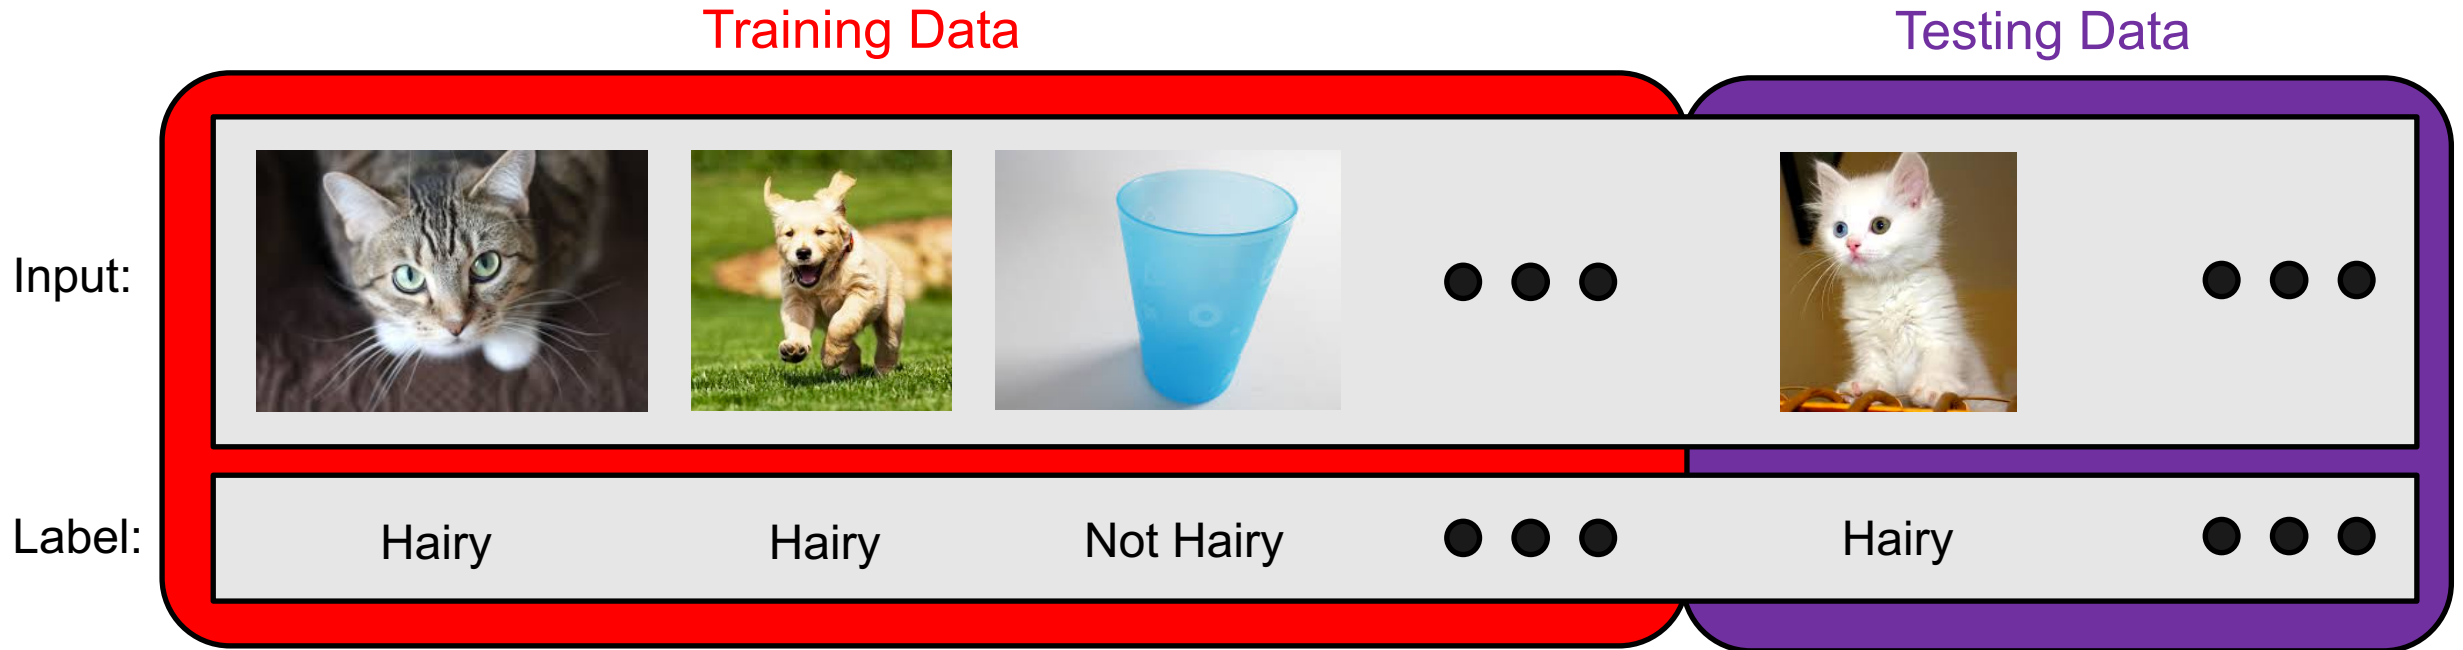 Training Data
Testing Data
Input:
Label:
Hairy
Hairy
Not Hairy
Hairy